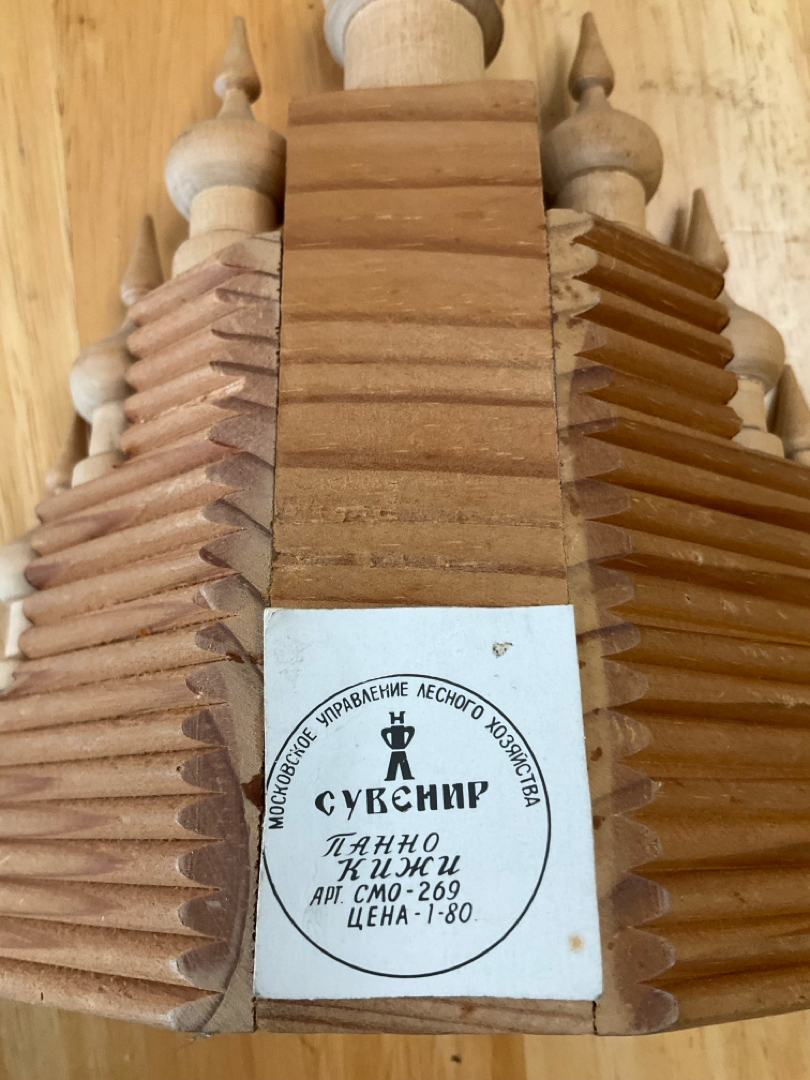 МОСКОВСКОЕ УПРАВЛЕНИЕ ЛЕСНОГО ХОЗЯЙСТВА
СУВЕНИР
ПАННО
КИЖИ
АРТ. СМО-269
ЦЕНА-1-80.